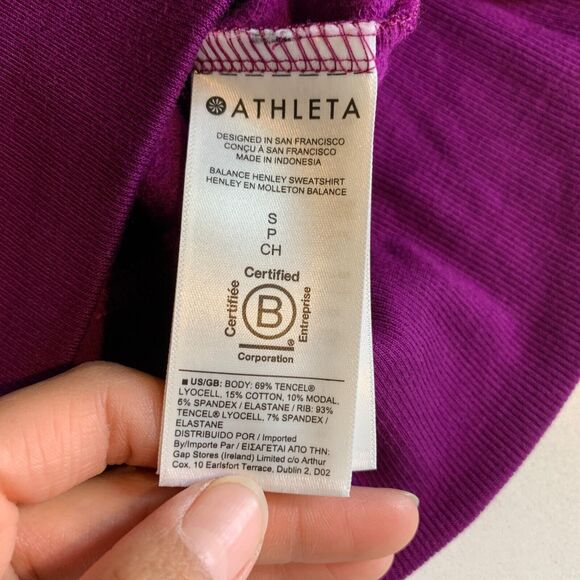 ATHLETA
DESIGNED IN SAN FRANCISCO
CONÇU À SAN FRANCISCO
MADE IN INDONESIA
BALANCE HENLEY SWEATSHIRT
HENLEY EN MOLLETON BALANCE
S
P
CH
Certified
Certifiée
B
®
Entreprise
Corporation
US/GB: BODY: 69% TENCEL®
LYOCELL, 15% COTTON, 10% MODAL,
6% SPANDEX / ELASTANE / RIB: 93%
TENCEL® LYOCELL, 7% SPANDEX /
ELASTANE
DISTRIBUIDO POR / Imported
By/Importe Par / ΕΙΣΑΓΕΤΑΙ ΑΠΟ ΤΗΝ:
Gap Stores (Ireland) Limited c/o Arthur
Cox, 10 Earlsfort Terrace, Dublin 2, D02